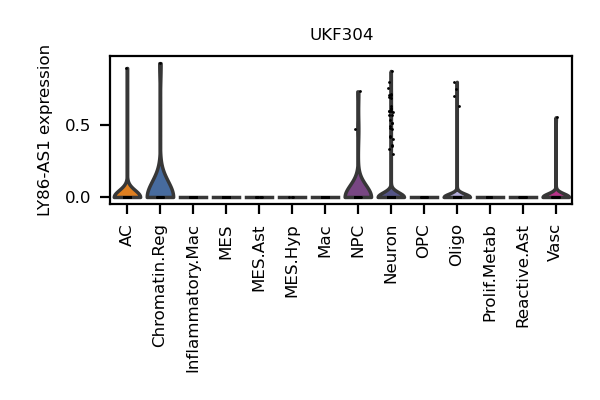 UKF304
LY86-AS1 expression
0.5
0.0
AC
Chromatin.Reg
Inflammatory.Mac
MES
MES.Ast
MES.Hyp
Mac
NPC
Neuron
OPC
Oligo
Prolif.Metab
Reactive.Ast
Vasc